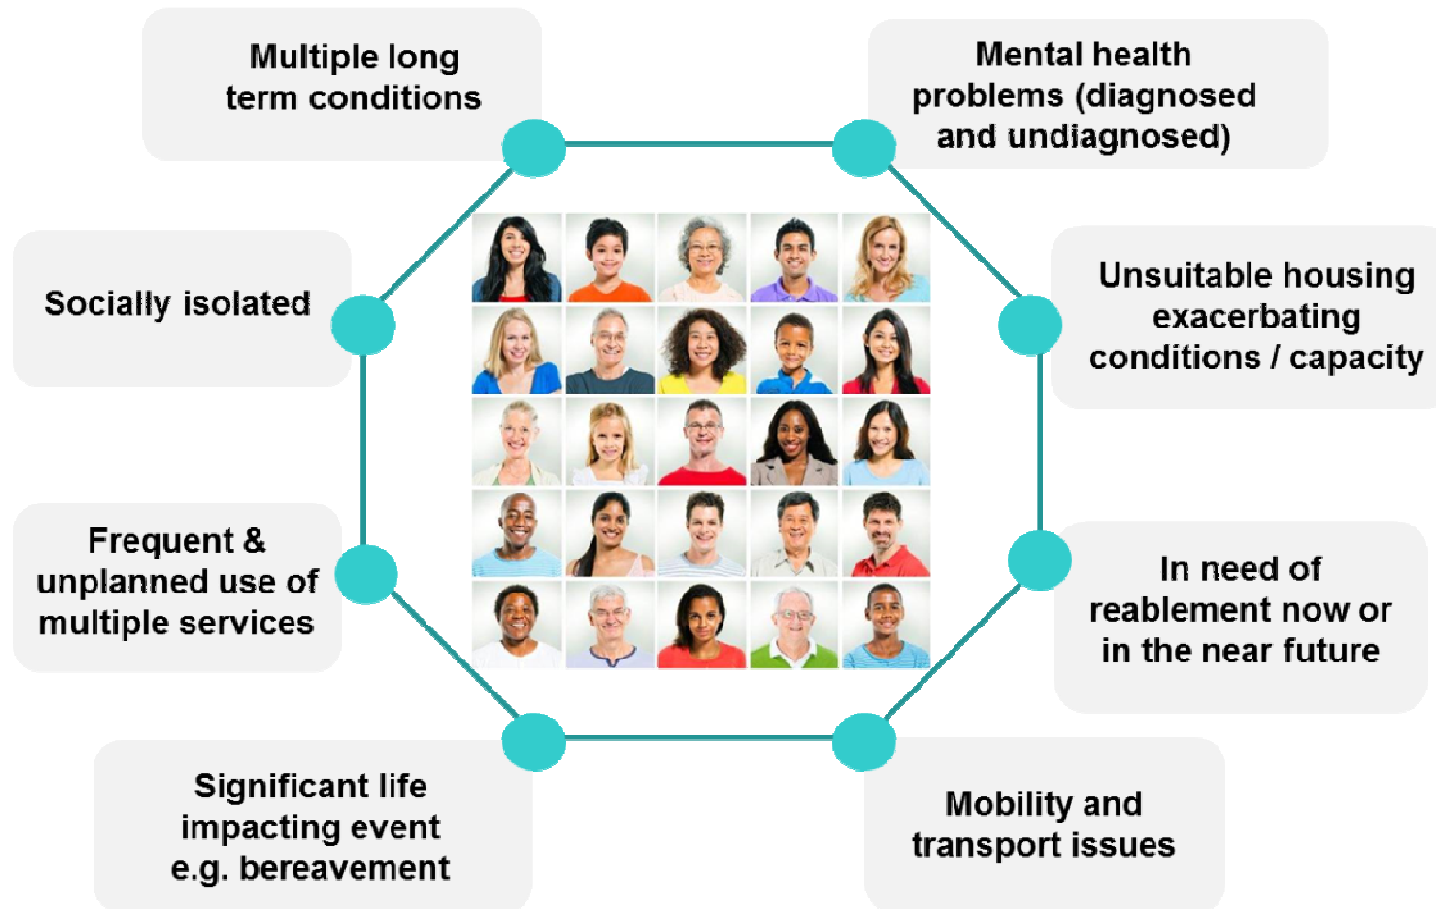 Multiple long
term conditions
Mental health
problems (diagnosed
and undiagnosed)
Socially isolated
Unsuitable housing
exacerbating
conditions / capacity
Frequent &
unplanned use of
multiple services
In need of
reablement now or
in the near future
Significant life
impacting event
e.g. bereavement
Mobility and
transport issues